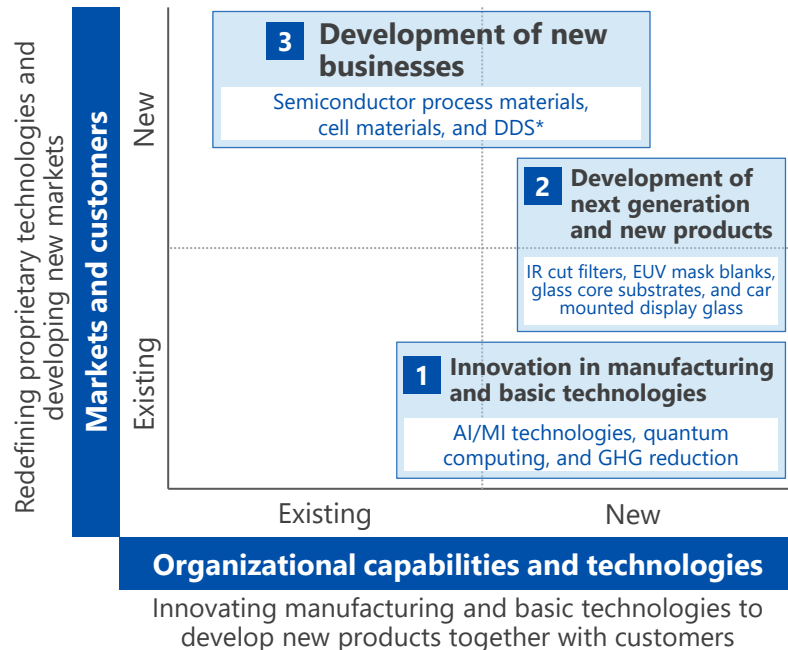 Redefining proprietary technologies and
developing new markets
Markets and customers
New
Existing
3
Development of new
businesses
Semiconductor process materials,
cell materials, and DDS*
2
Development of
next generation
and new products
IR cut filters, EUV mask blanks,
glass core substrates, and car
mounted display glass
1
Innovation in manufacturing
and basic technologies
AI/MI technologies, quantum
computing, and GHG reduction
Existing
New
Organizational capabilities and technologies
Innovating manufacturing and basic technologies to
develop new products together with customers